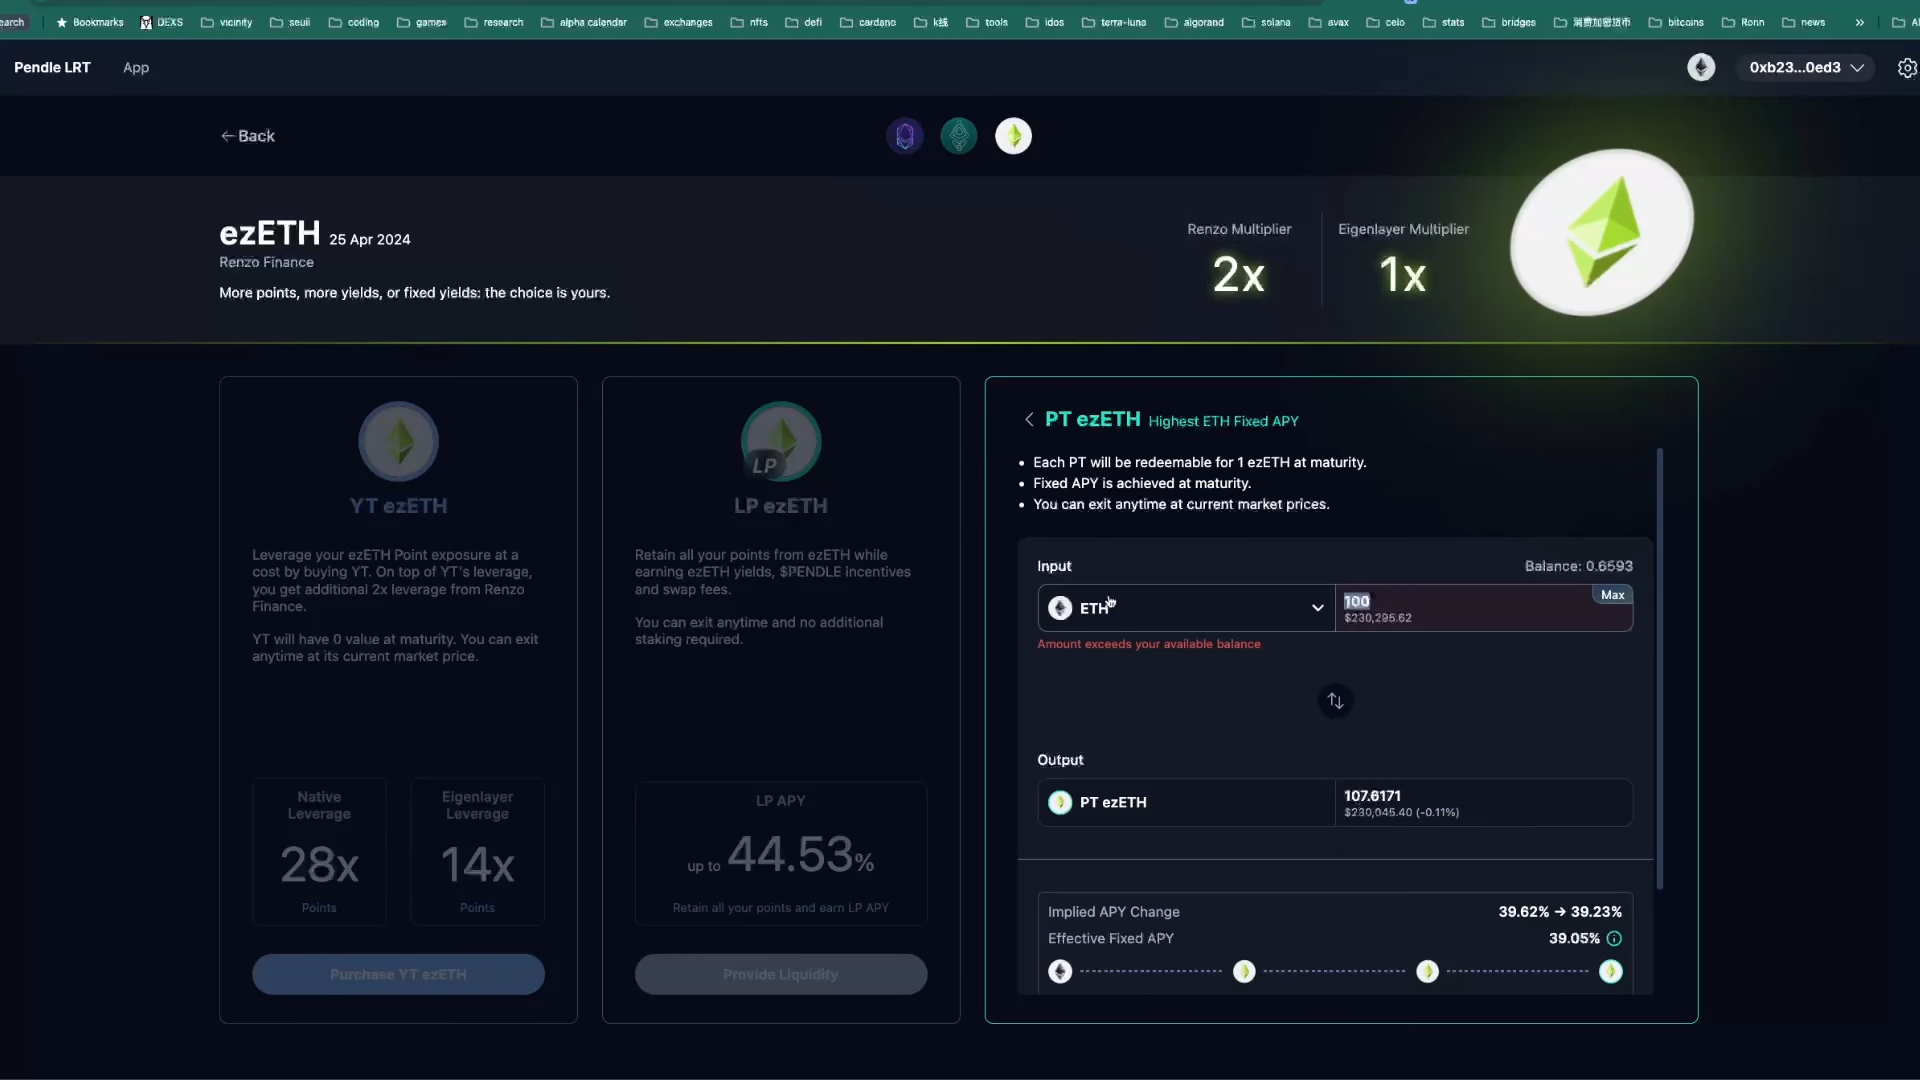 earch
Bookmarks
DEXS
vicinity
seuii
coding
games
research
alpha calendar
exchanges
nfts
defi
cardano
k线
tools
idos
terra-luna
algorand
solana
avax
celo
stats
bridges
消费加密货币
bitcoins
Ronn
news
»
Al
Pendle LRT
App
0xb23...0ed3
← Back
ezETH 25 Apr 2024
Renzo Finance
More points, more yields, or fixed yields: the choice is yours.
Renzo Multiplier
2x
Eigenlayer Multiplier
1x
YT ezETH
Leverage your ezETH Point exposure at a
cost by buying YT. On top of YT's leverage,
you get additional 2x leverage from Renzo
Finance.
YT will have 0 value at maturity. You can exit
anytime at its current market price.
Native
Leverage
28x
Points
Eigenlayer
Leverage
14x
Points
Purchase YT ezETH
LP
LP ezETH
Retain all your points from ezETH while
earning ezETH yields, $PENDLE incentives
and swap fees.
You can exit anytime and no additional
staking required.
LP APY
up to 44.53%
Retain all your points and earn LP APY
Provide Liquidity
PT ezETH Highest ETH Fixed APY
• Each PT will be redeemable for 1 ezETH at maturity.
• Fixed APY is achieved at maturity.
• You can exit anytime at current market prices.
Input
Balance: 0.6593
ETH
100
$230,295.62
Max
Amount exceeds your available balance
Output
PT ezETH
107.6171
$230,045.40 (-0.11%)
Implied APY Change
39.62% → 39.23%
Effective Fixed APY
39.05%